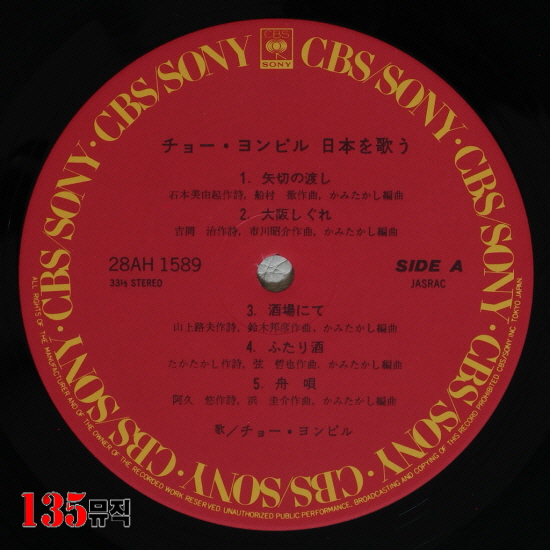 CBS
SONY
CBS/SONY · CBS/SONY · CBS/SONY · CBS/SONY · CBS/SONY · CBS/SONY · CBS/SONY
チョー・ヨンピル 日本を歌う
1. 矢切の渡し
石本美由起作詩、船村 徹作曲、かみたかし編曲
2. 大阪しぐれ
吉岡 治作詩、市川昭介作曲、かみたかし編曲
28AH 1589
33⅓ STEREO
SIDE A
JASRAC
3. 酒場にて
山上路夫作詩、鈴木邦彦作曲、かみたかし編曲
4. ふたり酒
たかたかし作詩、弦 哲也作曲、かみたかし編曲
5. 舟 唄
阿久 悠作詩、浜 圭介作曲、かみたかし編曲
歌/チョー・ヨンピル
ALL RIGHTS OF THE MANUFACTURER AND OF THE OWNER OF THE RECORDED WORK RESERVED. UNAUTHORIZED PUBLIC PERFORMANCE, BROADCASTING AND COPYING OF THIS RECORD PROHIBITED. CBS/SONY INC. TOKYO JAPAN
135뮤직